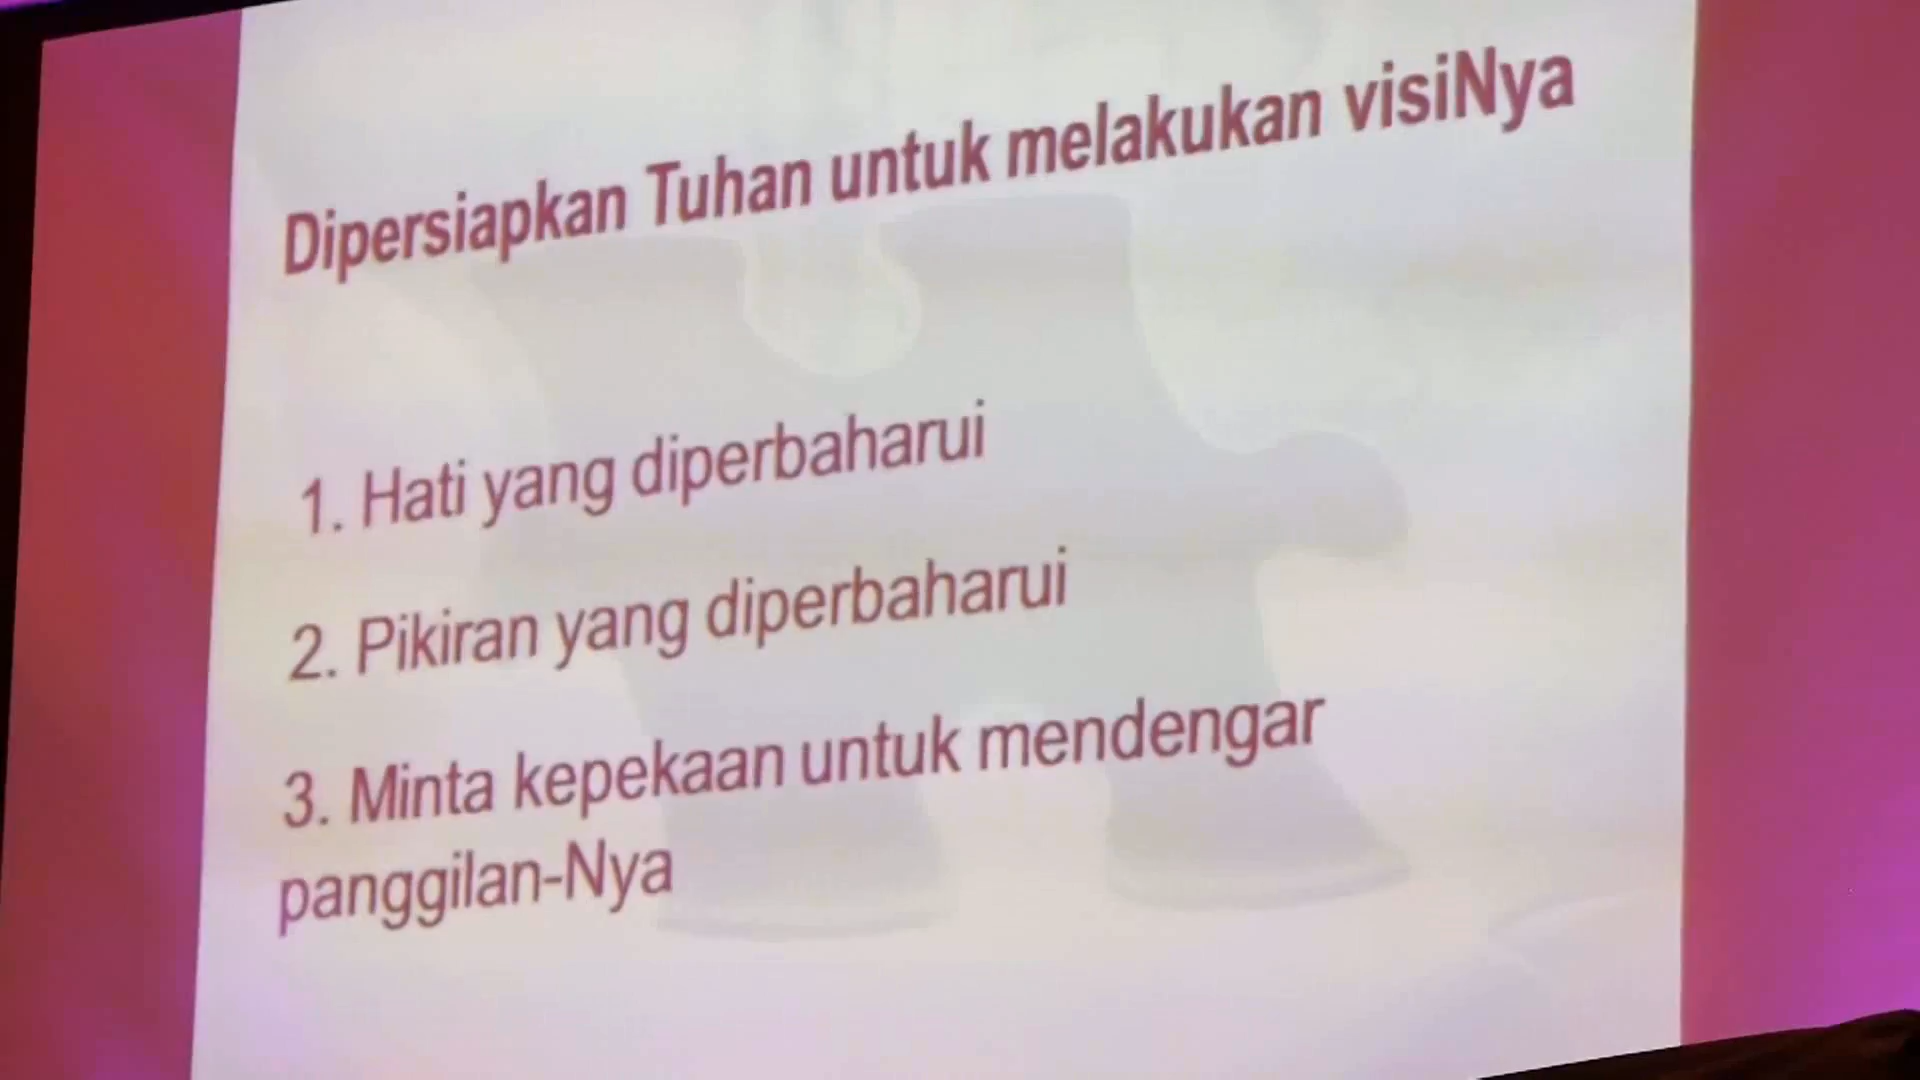 Dipersiapkan Tuhan untuk melakukan visiNya
1. Hati yang diperbaharui
2. Pikiran yang diperbaharui
3. Minta kepekaan untuk mendengar
panggilan-Nya